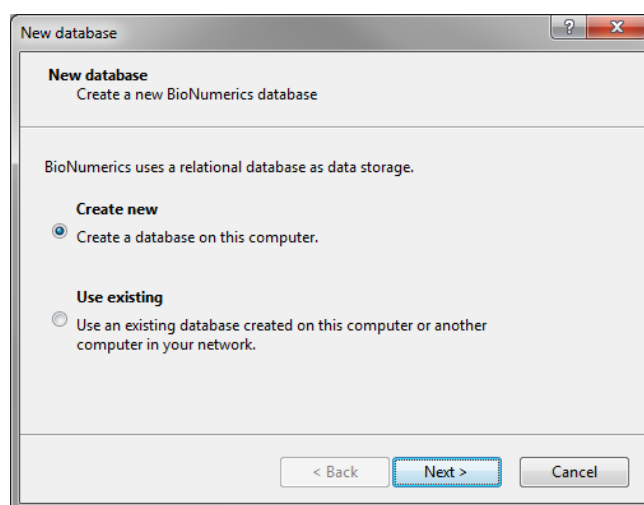 New database
New database
Create a new BioNumerics database
BioNumerics uses a relational database as data storage.
Create new
Create a database on this computer.
Use existing
Use an existing database created on this computer or another
computer in your network.
< Back Next > Cancel